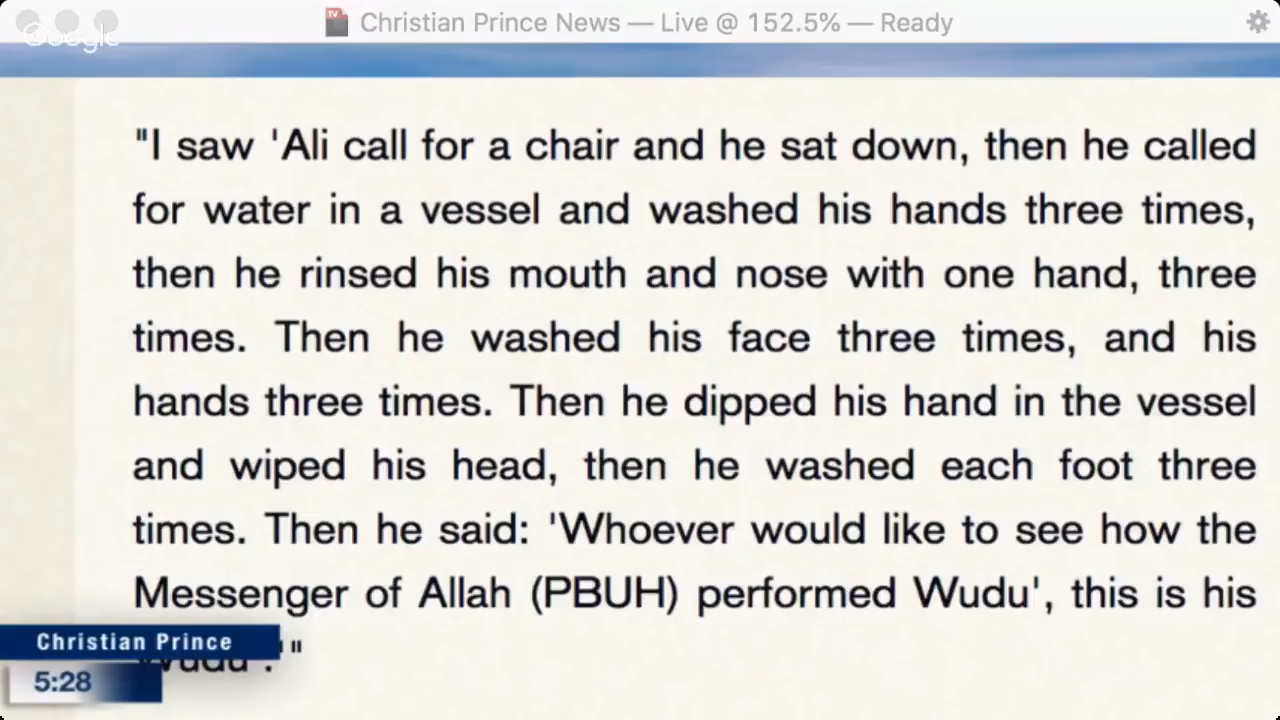 Christian Prince News — Live @ 152.5% — Ready
Google
"I saw 'Ali call for a chair and he sat down, then he called
for water in a vessel and washed his hands three times,
then he rinsed his mouth and nose with one hand, three
times. Then he washed his face three times, and his
hands three times. Then he dipped his hand in the vessel
and wiped his head, then he washed each foot three
times. Then he said: 'Whoever would like to see how the
Messenger of Allah (PBUH) performed Wudu', this is his
Wudu'.'"
Christian Prince
5:28